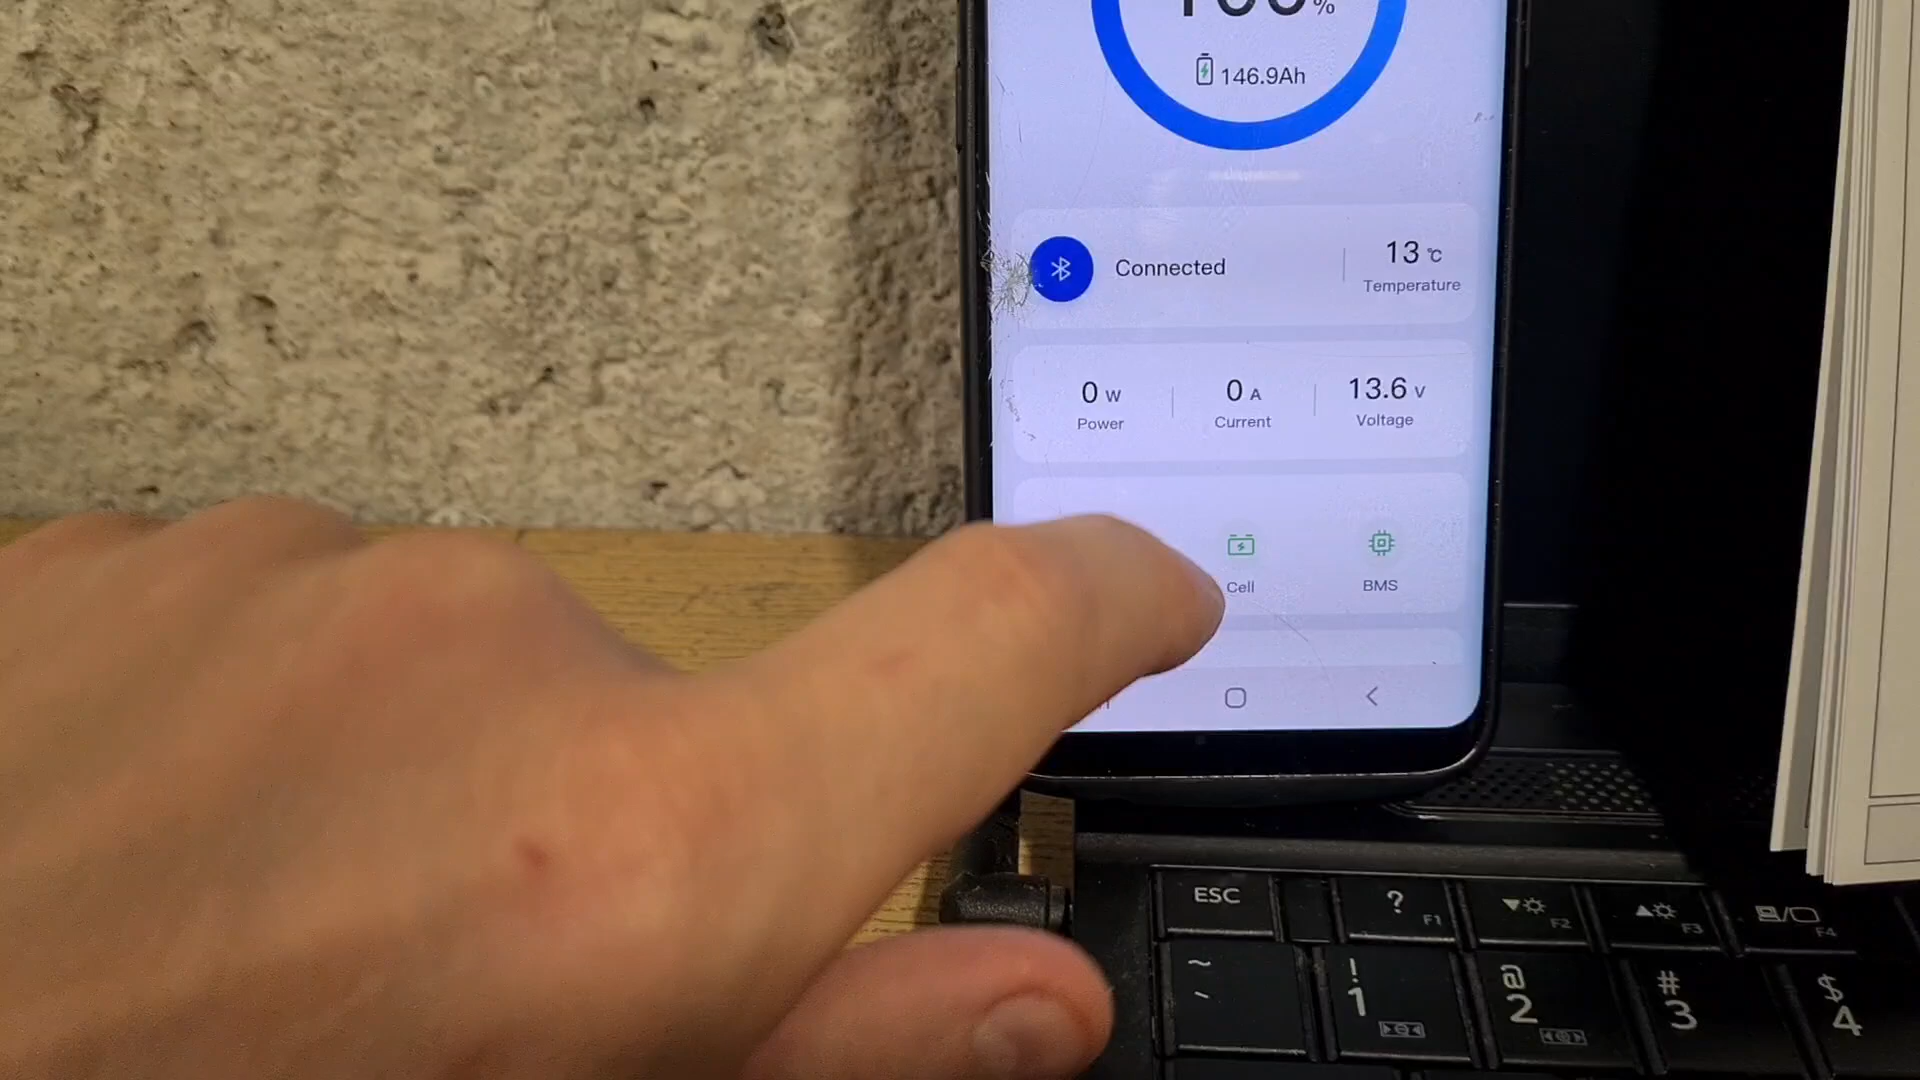 100%
146.9Ah
Connected
13 ℃
Temperature
0 W
Power
0 A
Current
13.6 V
Voltage
Cell
BMS
ESC
? F1
F2
F3
F4
~
! 1
@ 2
# 3
$ 4